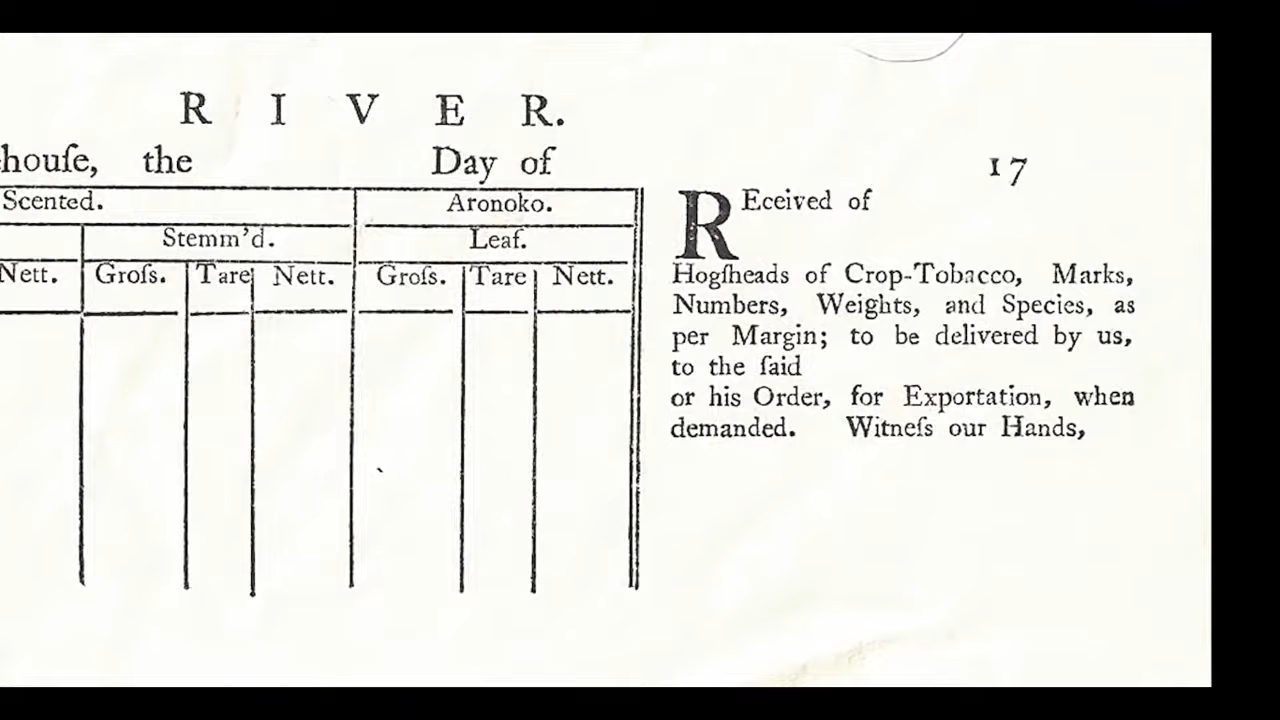 R I V E R.
houſe, the Day of 17
Scented. Aronoko.
Stemm'd. Leaf.
Nett. Groſs. Tare Nett. Groſs. Tare Nett.
REceived of
Hogſheads of Crop-Tobacco, Marks,
Numbers, Weights, and Species, as
per Margin; to be delivered by us,
to the ſaid
or his Order, for Exportation, when
demanded. Witneſs our Hands,